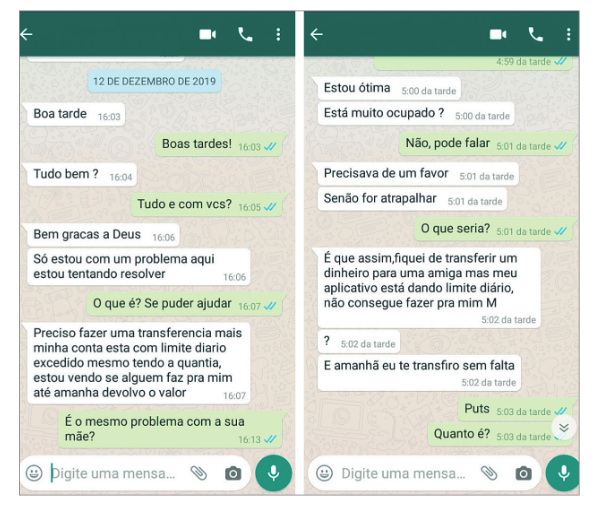 12 DE DEZEMBRO DE 2019
Boa tarde 16:03
Boas tardes! 16:03
Tudo bem ? 16:04
Tudo e com vcs? 16:05
Bem gracas a Deus 16:06
Só estou com um problema aqui
estou tentando resolver 16:06
O que é? Se puder ajudar 16:07
Preciso fazer uma transferencia mais
minha conta esta com limite diario
excedido mesmo tendo a quantia,
estou vendo se alguem faz pra mim
até amanha devolvo o valor 16:07
É o mesmo problema com a sua
mãe? 16:13
Digite uma mensa...
4:59 da tarde
Estou ótima 5:00 da tarde
Está muito ocupado ? 5:00 da tarde
Não, pode falar 5:01 da tarde
Precisava de um favor 5:01 da tarde
Senão for atrapalhar 5:01 da tarde
O que seria? 5:01 da tarde
É que assim,fiquei de transferir um
dinheiro para uma amiga mas meu
aplicativo está dando limite diário,
não consegue fazer pra mim M
5:02 da tarde
? 5:02 da tarde
E amanhã eu te transfiro sem falta
5:02 da tarde
Puts 5:03 da tarde
Quanto é? 5:03 da tarde
Digite uma mensa...